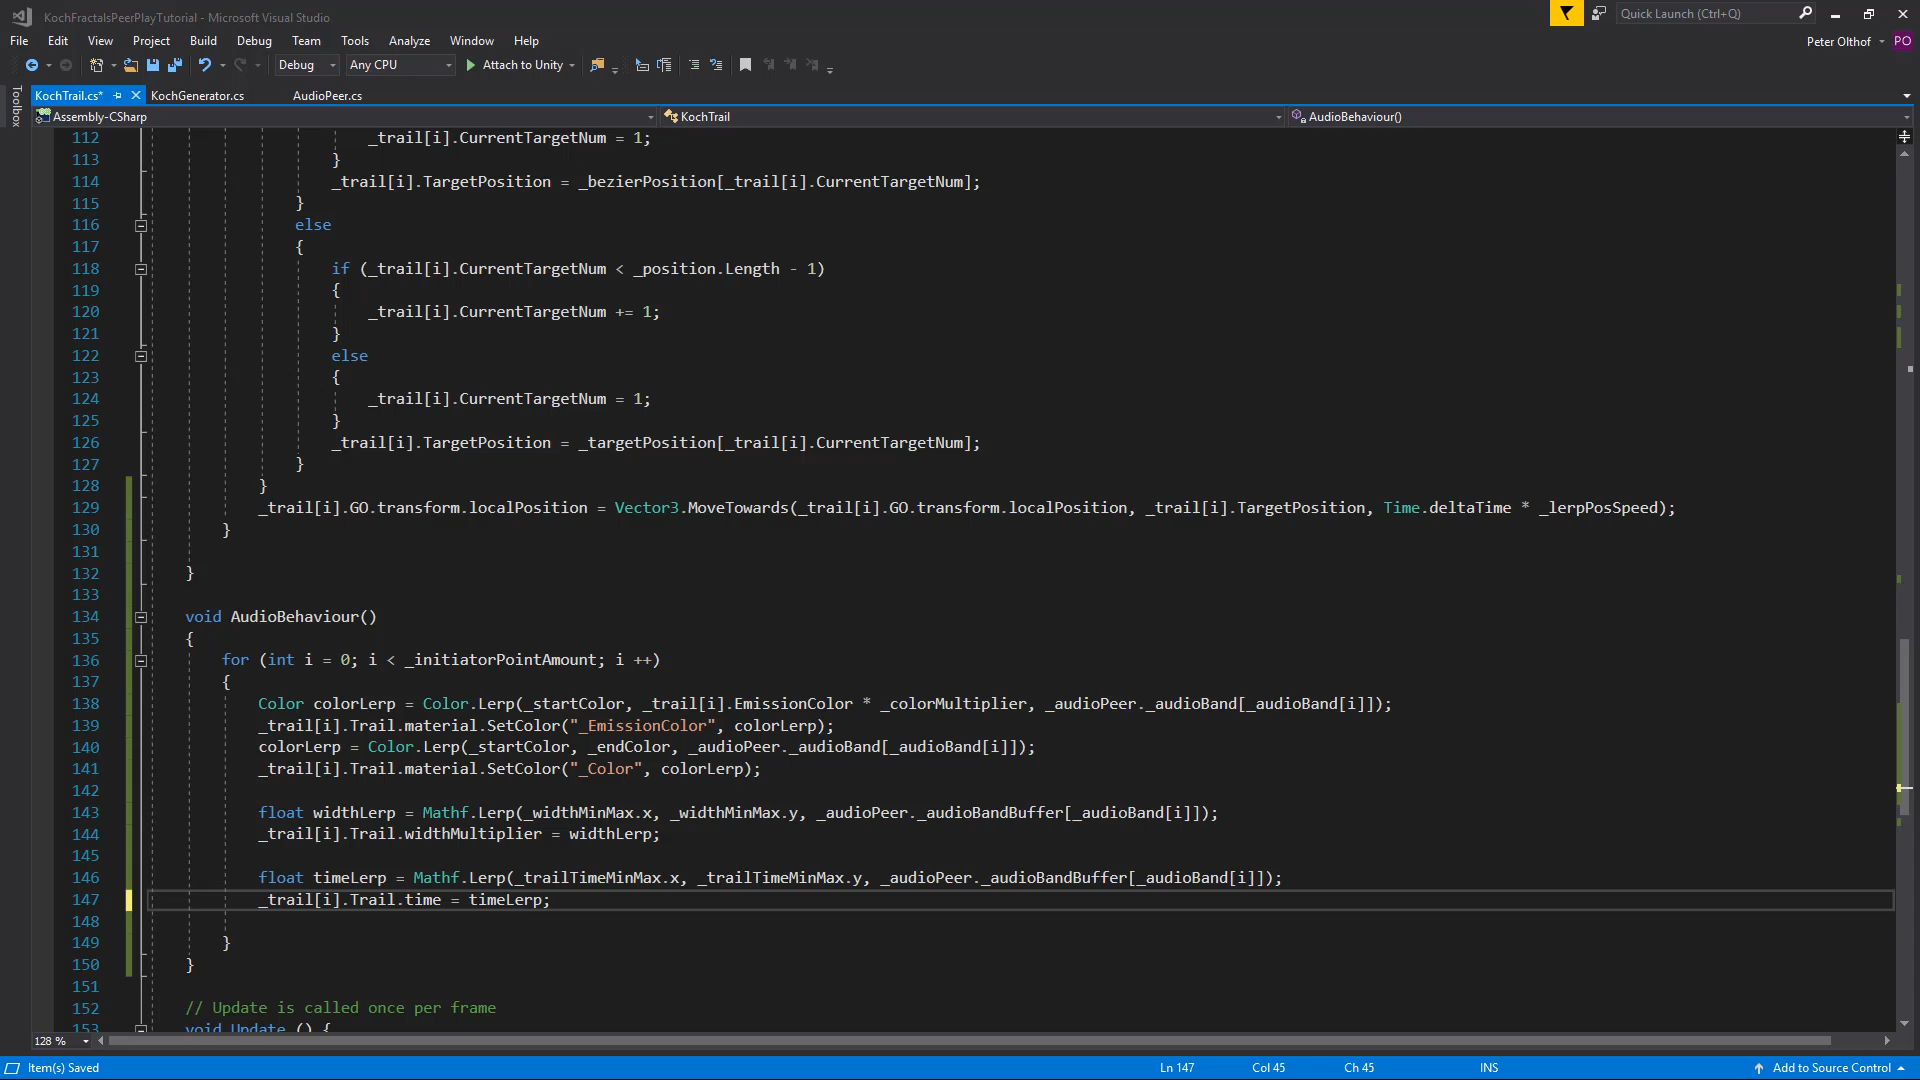 KochFractalsPeerPlayTutorial - Microsoft Visual Studio
Quick Launch (Ctrl+Q)
File Edit View Project Build Debug Team Tools Analyze Window Help
Peter Olthof PO
Debug Any CPU Attach to Unity
Toolbox
KochTrail.cs* KochGenerator.cs AudioPeer.cs
Assembly-CSharp KochTrail AudioBehaviour()
112 _trail[i].CurrentTargetNum = 1;
113 }
114 _trail[i].TargetPosition = _bezierPosition[_trail[i].CurrentTargetNum];
115 }
116 else
117 {
118 if (_trail[i].CurrentTargetNum < _position.Length - 1)
119 {
120 _trail[i].CurrentTargetNum += 1;
121 }
122 else
123 {
124 _trail[i].CurrentTargetNum = 1;
125 }
126 _trail[i].TargetPosition = _targetPosition[_trail[i].CurrentTargetNum];
127 }
128 }
129 _trail[i].GO.transform.localPosition = Vector3.MoveTowards(_trail[i].GO.transform.localPosition, _trail[i].TargetPosition, Time.deltaTime * _lerpPosSpeed);
130 }
131
132 }
133
134 void AudioBehaviour()
135 {
136 for (int i = 0; i < _initiatorPointAmount; i ++)
137 {
138 Color colorLerp = Color.Lerp(_startColor, _trail[i].EmissionColor * _colorMultiplier, _audioPeer._audioBand[_audioBand[i]]);
139 _trail[i].Trail.material.SetColor("_EmissionColor", colorLerp);
140 colorLerp = Color.Lerp(_startColor, _endColor, _audioPeer._audioBand[_audioBand[i]]);
141 _trail[i].Trail.material.SetColor("_Color", colorLerp);
142
143 float widthLerp = Mathf.Lerp(_widthMinMax.x, _widthMinMax.y, _audioPeer._audioBandBuffer[_audioBand[i]]);
144 _trail[i].Trail.widthMultiplier = widthLerp;
145
146 float timeLerp = Mathf.Lerp(_trailTimeMinMax.x, _trailTimeMinMax.y, _audioPeer._audioBandBuffer[_audioBand[i]]);
147 _trail[i].Trail.time = timeLerp;
148
149 }
150 }
151
152 // Update is called once per frame
153 void Update () {
128 %
Item(s) Saved Ln 147 Col 45 Ch 45 INS Add to Source Control